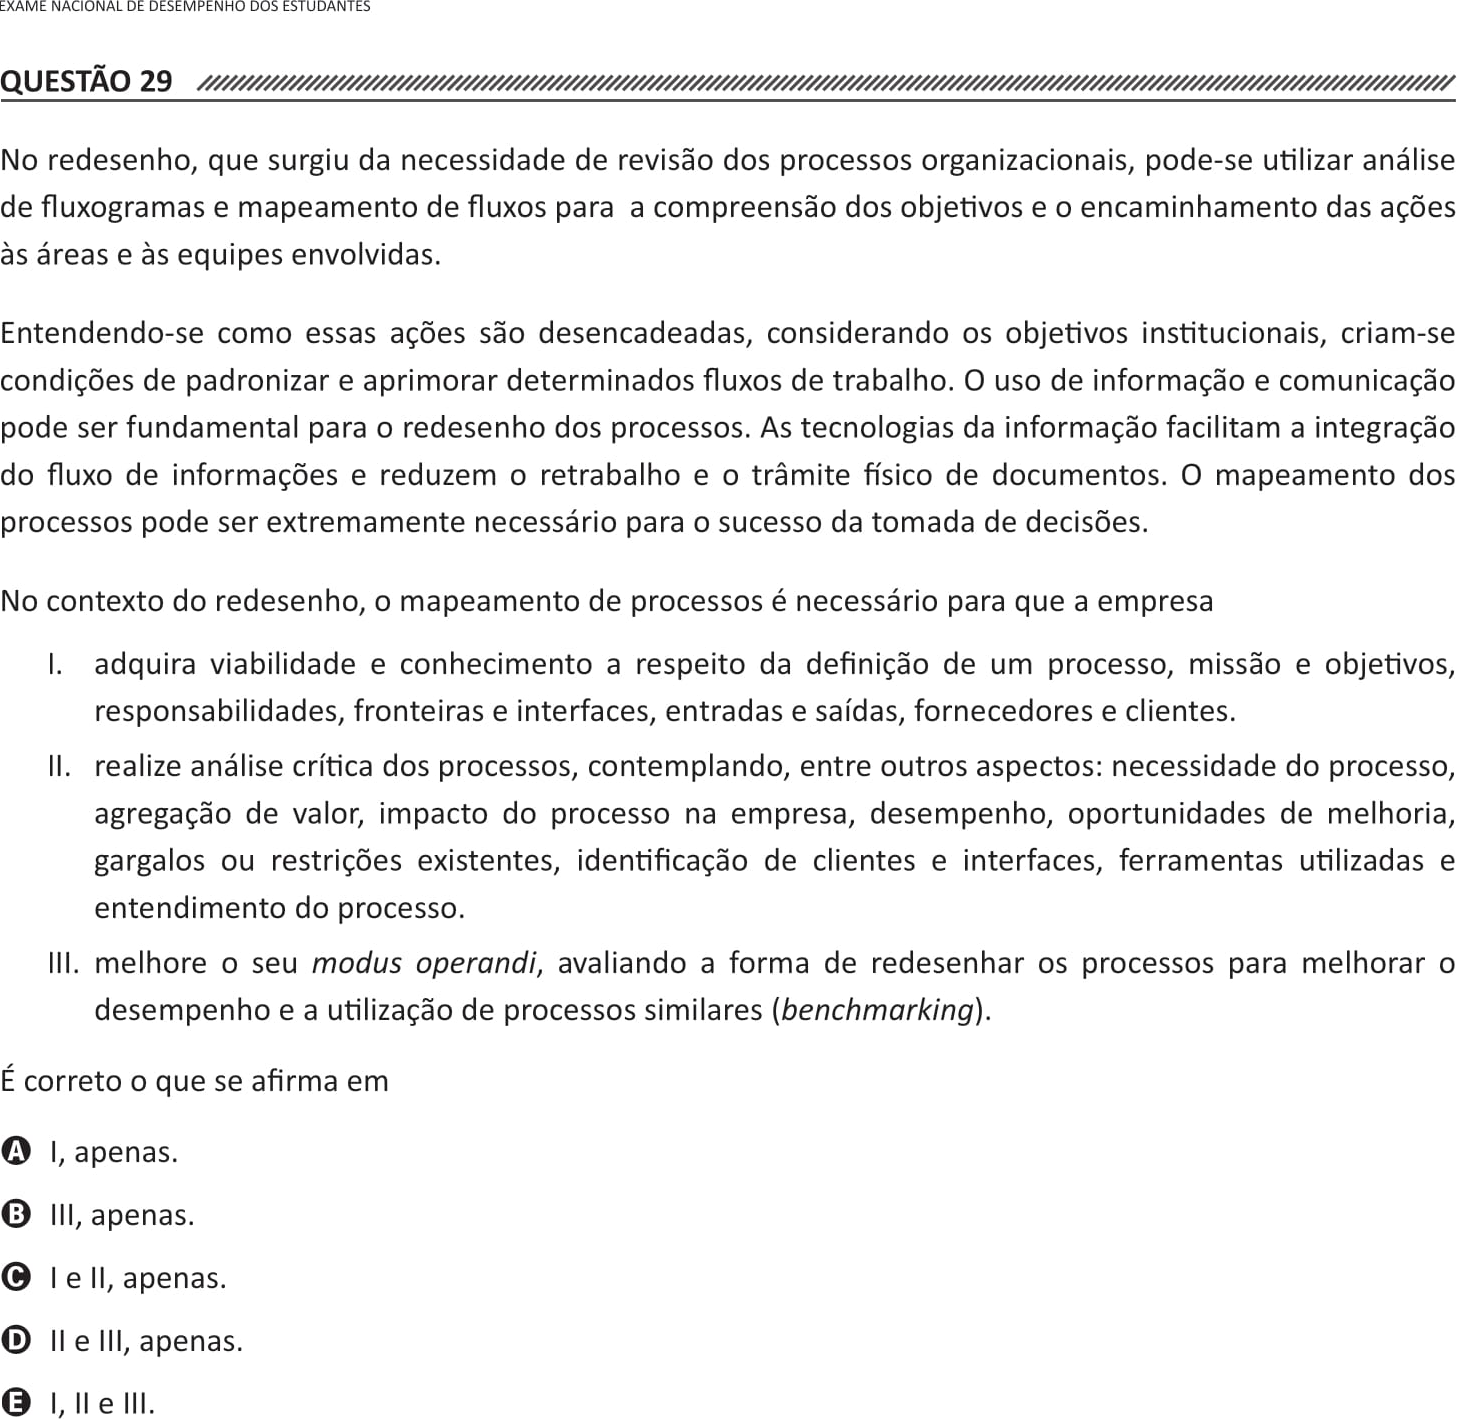 EXAME NACIONAL DE DESEMPENHO DOS ESTUDANTES
QUESTÃO 29
No redesenho, que surgiu da necessidade de revisão dos processos organizacionais, pode-se utilizar análise
de fluxogramas e mapeamento de fluxos para a compreensão dos objetivos e o encaminhamento das ações
às áreas e às equipes envolvidas.
Entendendo-se como essas ações são desencadeadas, considerando os objetivos institucionais, criam-se
condições de padronizar e aprimorar determinados fluxos de trabalho. O uso de informação e comunicação
pode ser fundamental para o redesenho dos processos. As tecnologias da informação facilitam a integração
do fluxo de informações e reduzem o retrabalho e o trâmite físico de documentos. O mapeamento dos
processos pode ser extremamente necessário para o sucesso da tomada de decisões.
No contexto do redesenho, o mapeamento de processos é necessário para que a empresa
I. adquira viabilidade e conhecimento a respeito da definição de um processo, missão e objetivos,
responsabilidades, fronteiras e interfaces, entradas e saídas, fornecedores e clientes.
II. realize análise crítica dos processos, contemplando, entre outros aspectos: necessidade do processo,
agregação de valor, impacto do processo na empresa, desempenho, oportunidades de melhoria,
gargalos ou restrições existentes, identificação de clientes e interfaces, ferramentas utilizadas e
entendimento do processo.
III. melhore o seu modus operandi, avaliando a forma de redesenhar os processos para melhorar o
desempenho e a utilização de processos similares (benchmarking).
É correto o que se afirma em
A I, apenas.
B III, apenas.
C I e II, apenas.
D II e III, apenas.
E I, II e III.